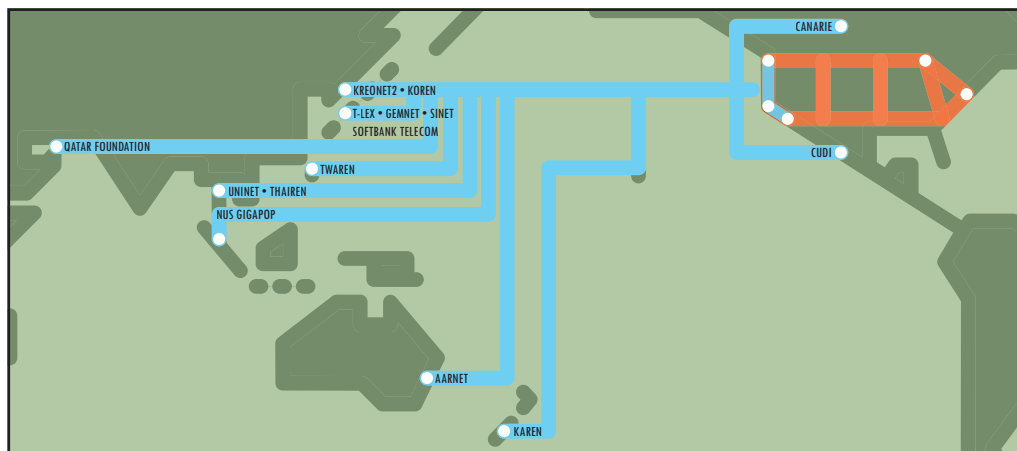 CANARIE
KREONET2 • KOREN
T-LEX • GEMNET • SINET
SOFTBANK TELECOM
QATAR FOUNDATION
CUDI
TWAREN
UNINET • THAIREN
NUS GIGAPOP
AARNET
KAREN